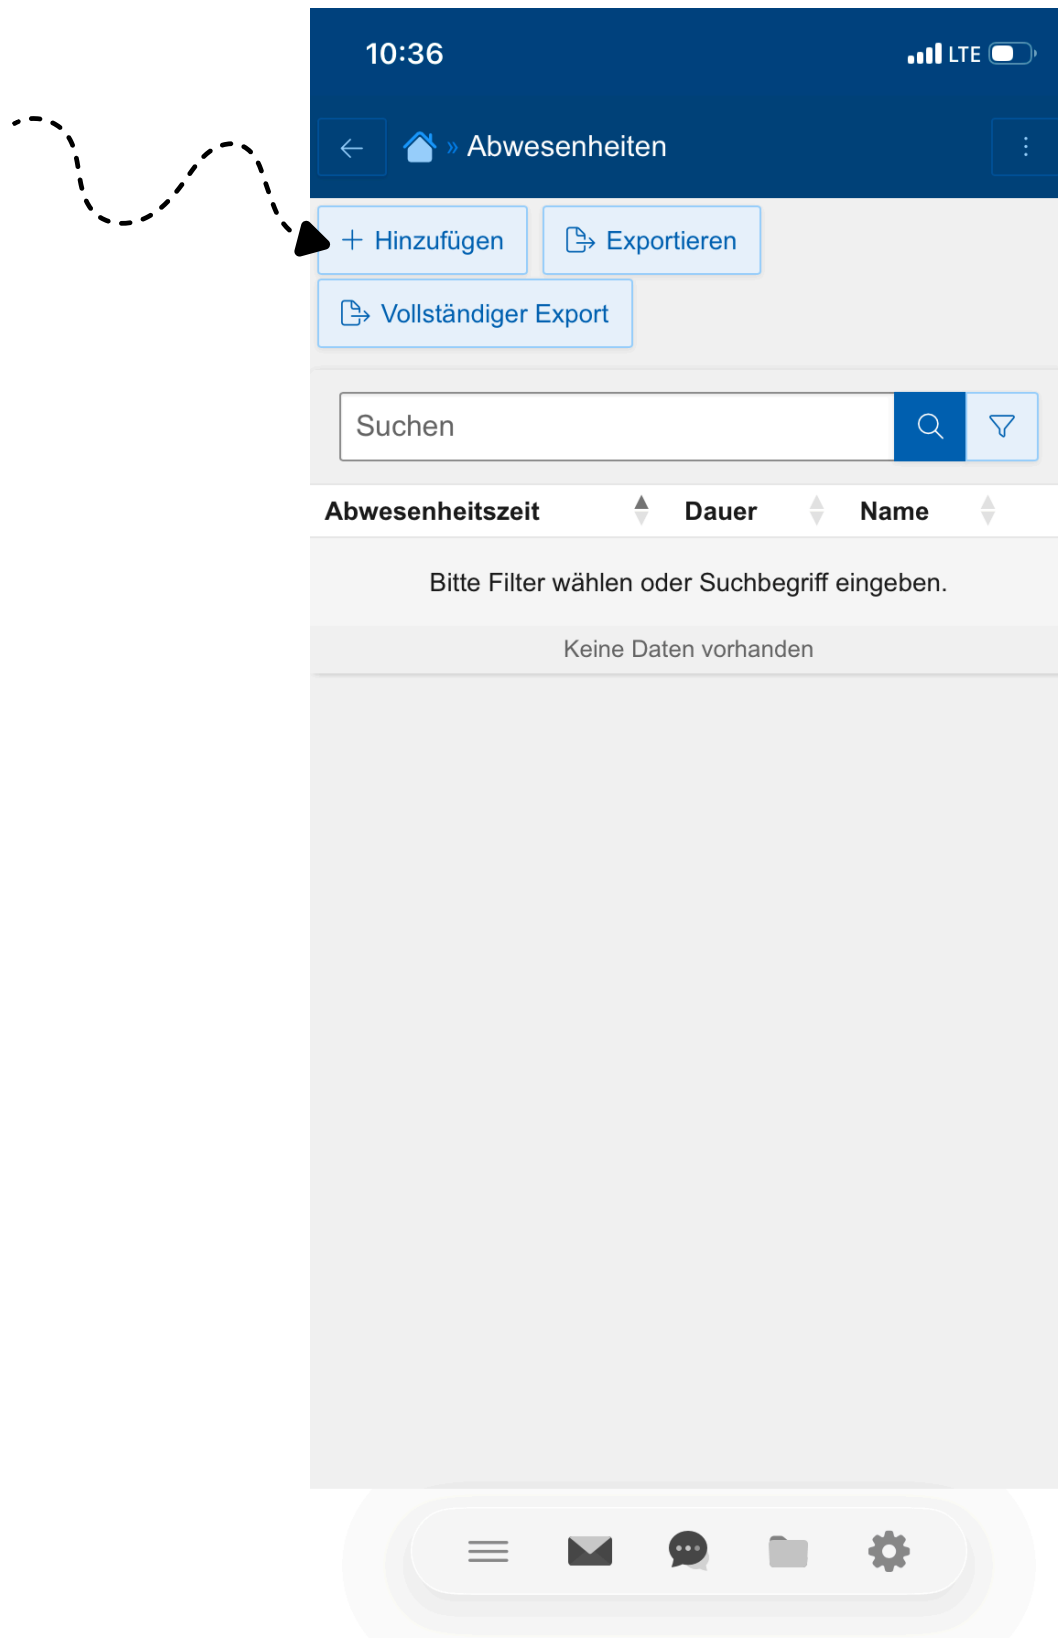 10:36 LTE
» Abwesenheiten
+ Hinzufügen Exportieren
Vollständiger Export
Suchen
Abwesenheitszeit Dauer Name
Bitte Filter wählen oder Suchbegriff eingeben.
Keine Daten vorhanden